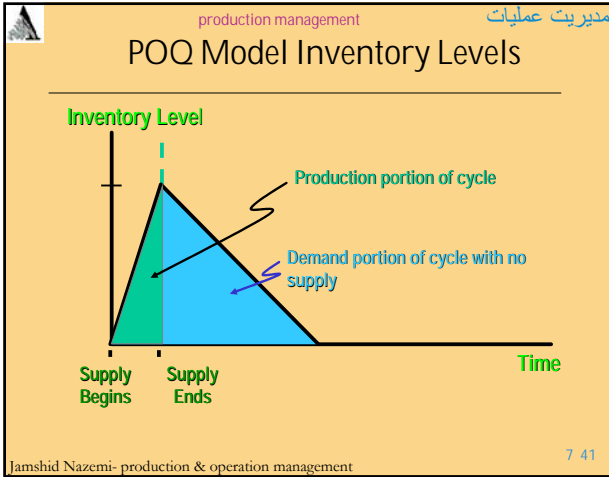 production management
مدیریت عملیات
POQ Model Inventory Levels
Inventory Level
Production portion of cycle
Demand portion of cycle with no
supply
Time
Supply
Begins
Supply
Ends
Jamshid Nazemi- production & operation management
7 41